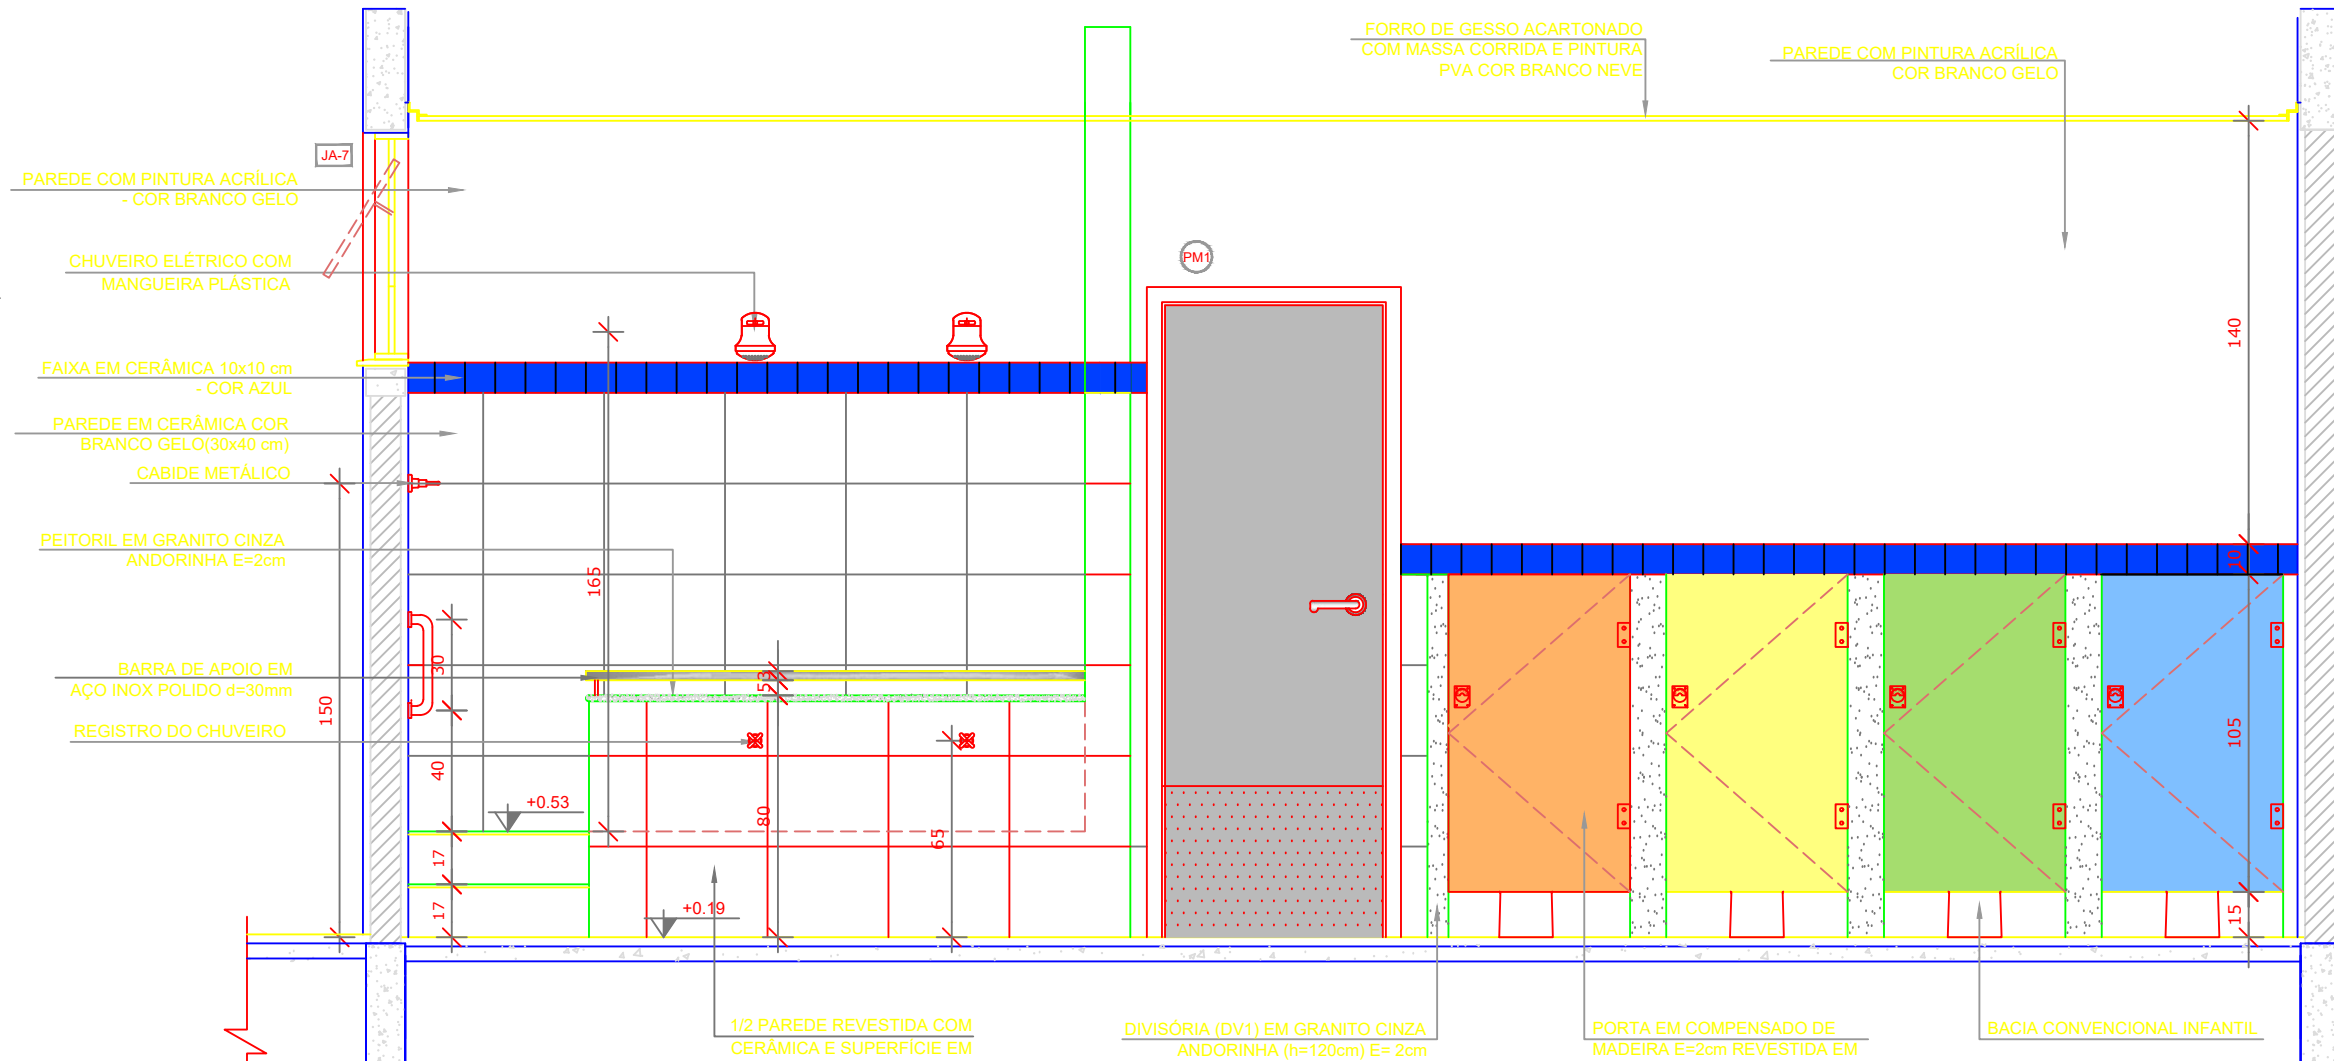 FORRO DE GESSO ACARTONADO
COM MASSA CORRIDA E PINTURA
PVA COR BRANCO NEVE
PAREDE COM PINTURA ACRÍLICA
COR BRANCO GELO
JA-7
PAREDE COM PINTURA ACRÍLICA
- COR BRANCO GELO
PM1
CHUVEIRO ELÉTRICO COM
MANGUEIRA PLÁSTICA
140
FAIXA EM CERÂMICA 10x10 cm
- COR AZUL
PAREDE EM CERÂMICA COR
BRANCO GELO(30x40 cm)
CABIDE METÁLICO
PEITORIL EM GRANITO CINZA
ANDORINHA E=2cm
10
165
BARRA DE APOIO EM
AÇO INOX POLIDO d=30mm
30
53
150
REGISTRO DO CHUVEIRO
105
40
+0.53
80
65
17
17
+0.19
15
1/2 PAREDE REVESTIDA COM
CERÂMICA E SUPERFÍCIE EM
DIVISÓRIA (DV1) EM GRANITO CINZA
ANDORINHA (h=120cm) E= 2cm
PORTA EM COMPENSADO DE
MADEIRA E=2cm REVESTIDA EM
BACIA CONVENCIONAL INFANTIL